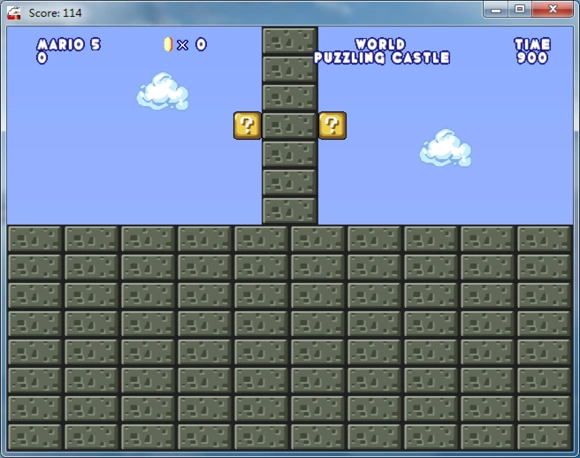 Score: 114
MARIO 5
0
× 0
WORLD
PUZZLING CASTLE
TIME
900
?
?